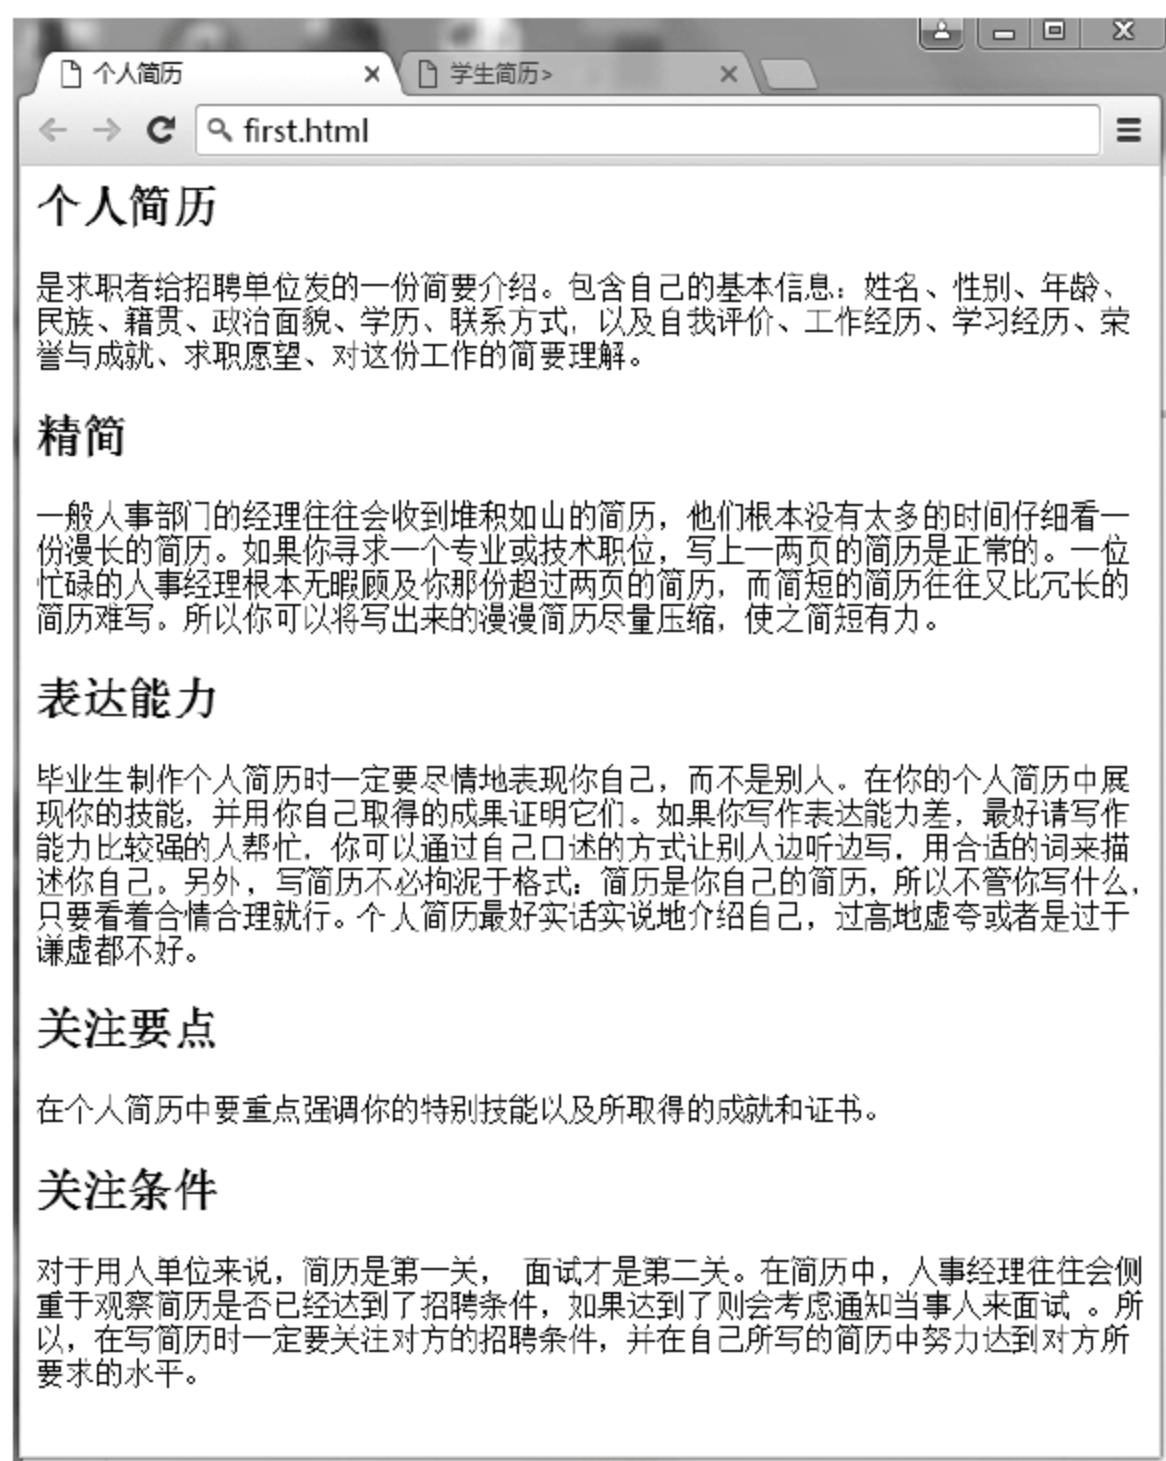 个人简历
学生简历>
first.html
个人简历
是求职者给招聘单位发的一份简要介绍。包含自己的基本信息：姓名、性别、年龄、
民族、籍贯、政治面貌、学历、联系方式，以及自我评价、工作经历、学习经历、荣
誉与成就、求职愿望、对这份工作的简要理解。
精简
一般人事部门的经理往往会收到堆积如山的简历，他们根本没有太多的时间仔细看一
份漫长的简历。如果你寻求一个专业或技术职位，写上一两页的简历是正常的。一位
忙碌的人事经理根本无暇顾及你那份超过两页的简历，而简短的简历往往又比冗长的
简历难写。所以你可以将写出来的漫漫简历尽量压缩，使之简短有力。
表达能力
毕业生制作个人简历时一定要尽情地表现你自己，而不是别人。在你的个人简历中展
现你的技能，并用你自己取得的成果证明它们。如果你写作表达能力差，最好请写作
能力比较强的人帮忙，你可以通过自己口述的方式让别人边听边写，用合适的词来描
述你自己。另外，写简历不必拘泥于格式：简历是你自己的简历，所以不管你写什么，
只要看着合情合理就行。个人简历最好实话实说地介绍自己，过高地虚夸或者是过于
谦虚都不好。
关注要点
在个人简历中要重点强调你的特别技能以及所取得的成就和证书。
关注条件
对于用人单位来说，简历是第一关， 面试才是第二关。在简历中，人事经理往往会侧
重于观察简历是否已经达到了招聘条件，如果达到了则会考虑通知当事人来面试 。所
以，在写简历时一定要关注对方的招聘条件，并在自己所写的简历中努力达到对方所
要求的水平。